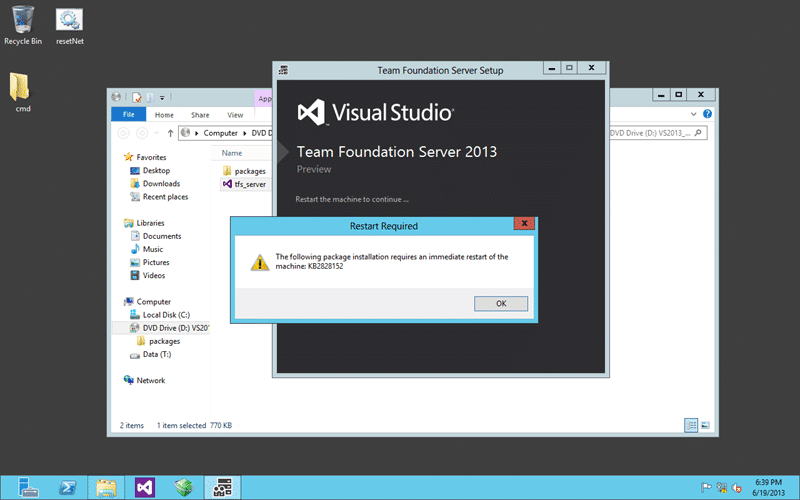 Recycle Bin
resetNet
cmd
Team Foundation Server Setup
App
File
Home
Share
View
Computer
DVD D
DVD Drive (D:) VS2013_...
Visual Studio
Team Foundation Server 2013
Preview
Restart the machine to continue ...
Favorites
Desktop
Downloads
Recent places
Libraries
Documents
Music
Pictures
Videos
Computer
Local Disk (C:)
DVD Drive (D:) VS201
packages
Data (T:)
Network
Name
packages
tfs_server
Restart Required
The following package installation requires an immediate restart of the
machine: KB2828152
OK
2 items
1 item selected 770 KB
6:39 PM
6/19/2013